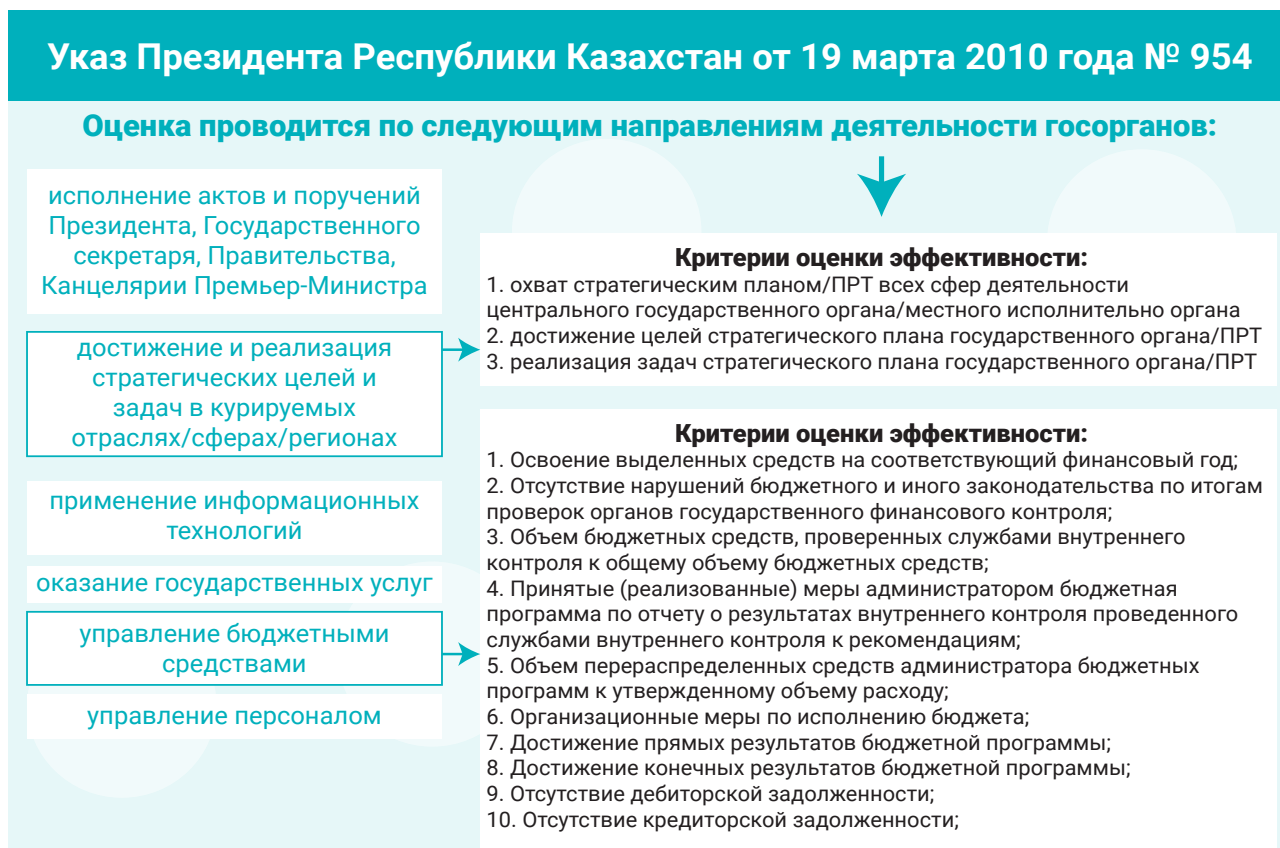 Указ Президента Республики Казахстан от 19 марта 2010 года № 954
Оценка проводится по следующим направлениям деятельности госорганов:
исполнение актов и поручений
Президента, Государственного
секретаря, Правительства,
Канцелярии Премьер-Министра
достижение и реализация
стратегических целей и
задач в курируемых
отраслях/сферах/регионах
применение информационных
технологий
оказание государственных услуг
управление бюджетными
средствами
управление персоналом
Критерии оценки эффективности:
1. охват стратегическим планом/ПРТ всех сфер деятельности
центрального государственного органа/местного исполнительно органа
2. достижение целей стратегического плана государственного органа/ПРТ
3. реализация задач стратегического плана государственного органа/ПРТ
Критерии оценки эффективности:
1. Освоение выделенных средств на соответствующий финансовый год;
2. Отсутствие нарушений бюджетного и иного законодательства по итогам
проверок органов государственного финансового контроля;
3. Объем бюджетных средств, проверенных службами внутреннего
контроля к общему объему бюджетных средств;
4. Принятые (реализованные) меры администратором бюджетная
программа по отчету о результатах внутреннего контроля проведенного
службами внутреннего контроля к рекомендациям;
5. Объем перераспределенных средств администратора бюджетных
программ к утвержденному объему расходу;
6. Организационные меры по исполнению бюджета;
7. Достижение прямых результатов бюджетной программы;
8. Достижение конечных результатов бюджетной программы;
9. Отсутствие дебиторской задолженности;
10. Отсутствие кредиторской задолженности;